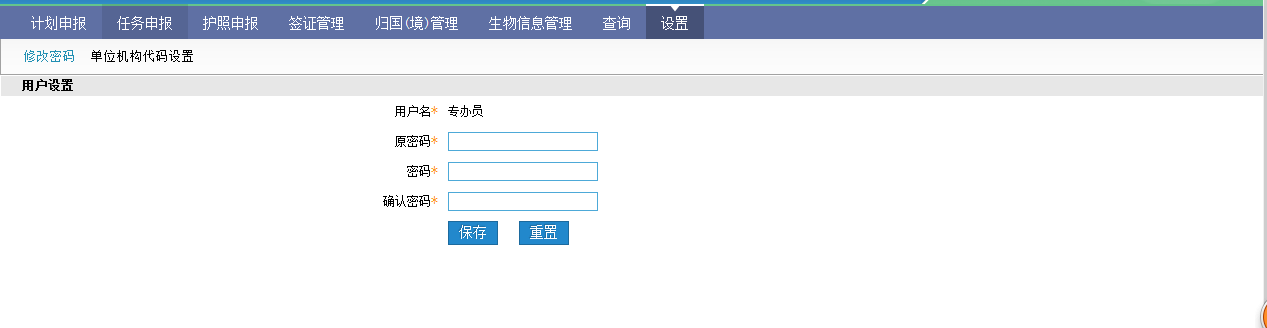 计划申报 任务申报 护照申报 签证管理 归国(境)管理 生物信息管理 查询 设置
修改密码 单位机构代码设置
用户设置
用户名* 专办员
原密码*
密码*
确认密码*
保存 重置